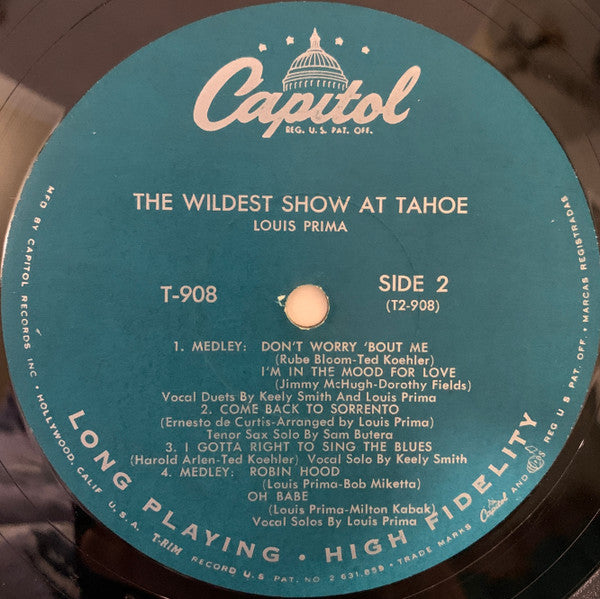 Capitol
REG. U.S. PAT. OFF.
THE WILDEST SHOW AT TAHOE
LOUIS PRIMA
T-908
SIDE 2
(T2-908)
1. MEDLEY: DON'T WORRY 'BOUT ME
(Rube Bloom-Ted Koehler)
I'M IN THE MOOD FOR LOVE
(Jimmy McHugh-Dorothy Fields)
Vocal Duets By Keely Smith And Louis Prima
2. COME BACK TO SORRENTO
(Ernesto de Curtis-Arranged by Louis Prima)
Tenor Sax Solo By Sam Butera
3. I GOTTA RIGHT TO SING THE BLUES
(Harold Arlen-Ted Koehler) Vocal Solo By Keely Smith
4. MEDLEY: ROBIN HOOD
(Louis Prima-Bob Miketta)
OH BABE
(Louis Prima-Milton Kabak)
Vocal Solos By Louis Prima
LONG PLAYING • HIGH FIDELITY
MFD BY CAPITOL RECORDS INC • HOLLYWOOD, CALIF U.S.A. T-RIM RECORD U.S PAT. NO 2 631,859 • TRADE MARKS Capitol AND REG U S PAT. OFF. • MARCAS REGISTRADAS